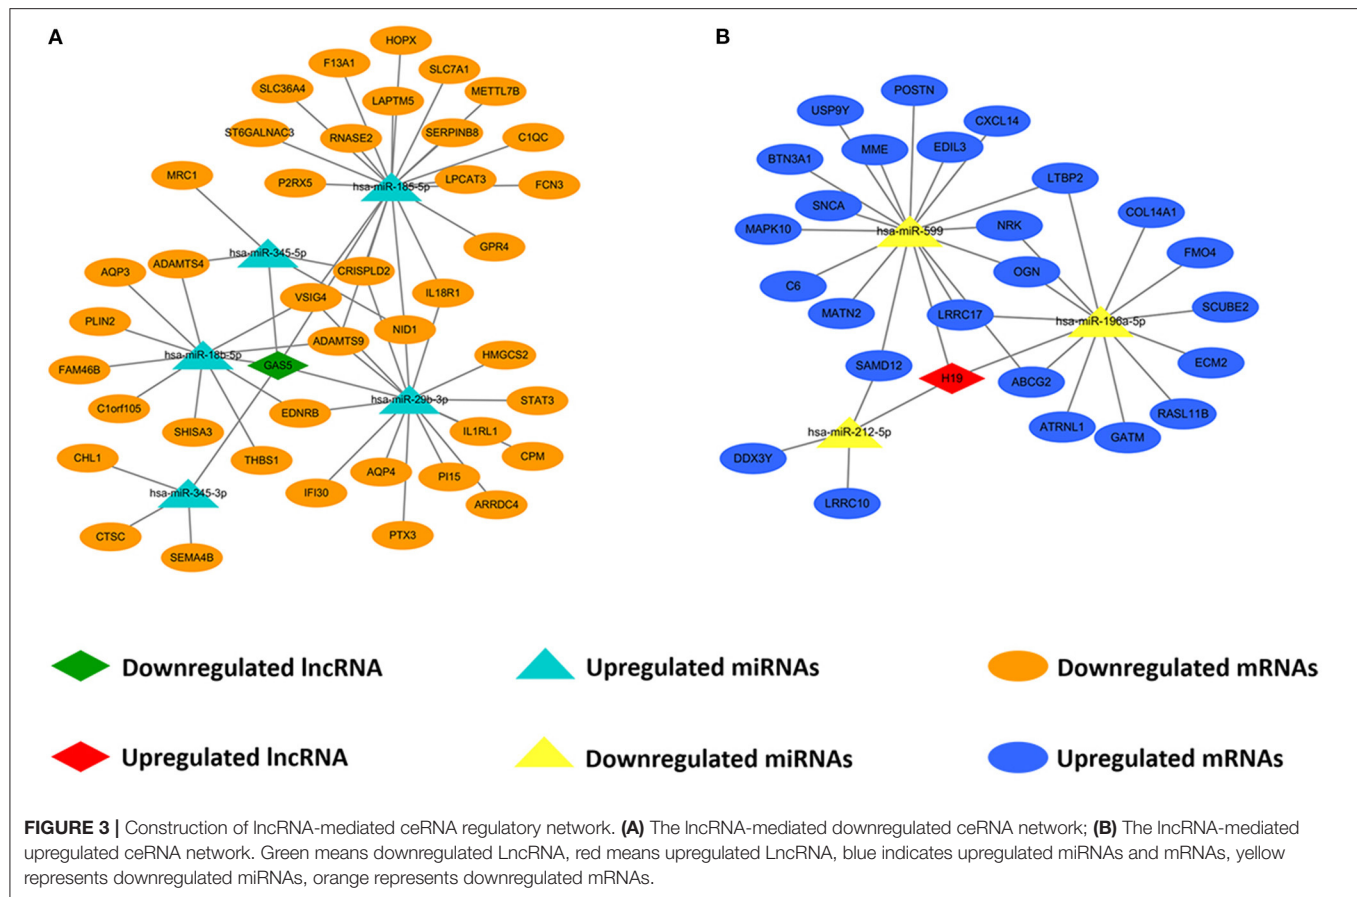 A
B
HOPX
F13A1
SLC7A1
SLC36A4
LAPTM5
METTL7B
ST6GALNAC3
RNASE2
SERPINB8
C1QC
MRC1
P2RX5
hsa-miR-185-5p
LPCAT3
FCN3
GPR4
hsa-miR-345-5p
AQP3
ADAMTS4
CRISPLD2
VSIG4
IL18R1
PLIN2
ADAMTS9
NID1
hsa-miR-18b-5p
GAS5
HMGCS2
FAM46B
hsa-miR-29b-3p
STAT3
C1orf105
EDNRB
SHISA3
IL1RL1
CHL1
THBS1
CPM
hsa-miR-345-3p
IFI30
AQP4
PI15
ARRDC4
CTSC
PTX3
SEMA4B
POSTN
USP9Y
CXCL14
MME
EDIL3
BTN3A1
LTBP2
SNCA
COL14A1
MAPK10
hsa-miR-599
NRK
FMO4
C6
OGN
MATN2
LRRC17
hsa-miR-196a-5p
SCUBE2
SAMD12
H19
ABCG2
ECM2
hsa-miR-212-5p
ATRNL1
GATM
RASL11B
DDX3Y
LRRC10
Downregulated lncRNA
Upregulated miRNAs
Downregulated mRNAs
Upregulated lncRNA
Downregulated miRNAs
Upregulated mRNAs
FIGURE 3 | Construction of lncRNA-mediated ceRNA regulatory network. (A) The lncRNA-mediated downregulated ceRNA network; (B) The lncRNA-mediated
upregulated ceRNA network. Green means downregulated LncRNA, red means upregulated LncRNA, blue indicates upregulated miRNAs and mRNAs, yellow
represents downregulated miRNAs, orange represents downregulated mRNAs.